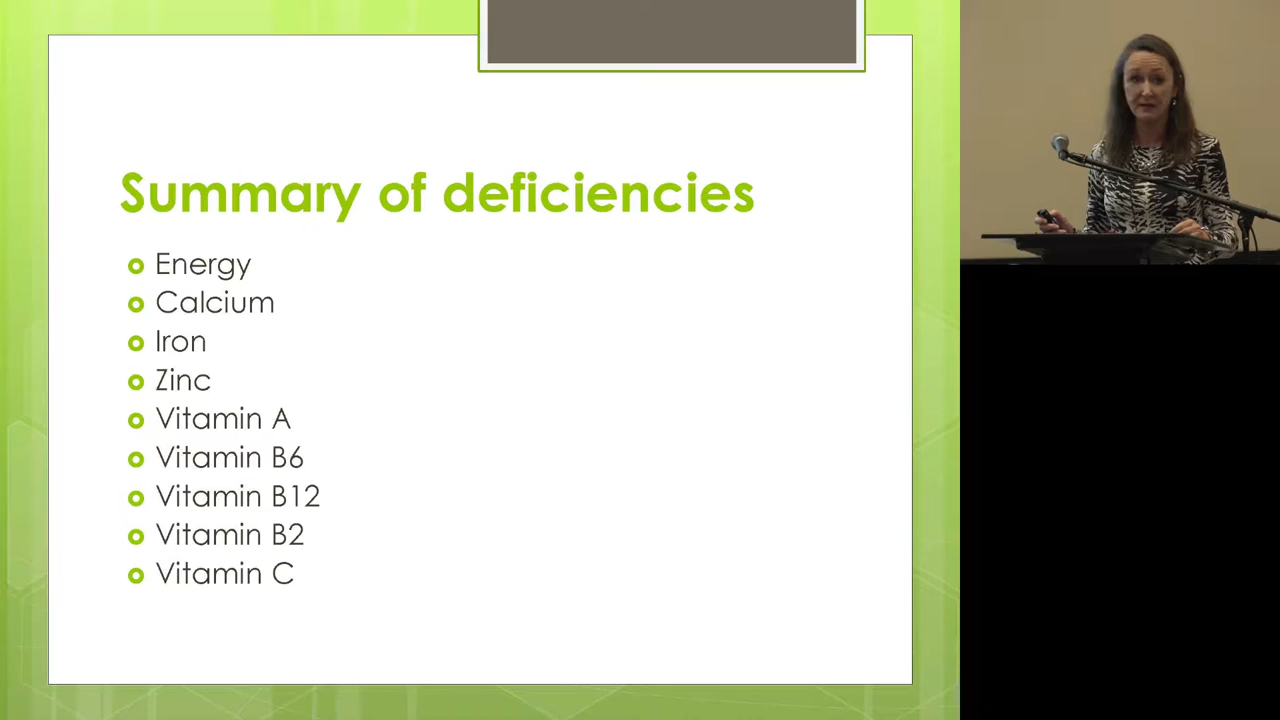 Summary of deficiencies
Energy
Calcium
Iron
Zinc
Vitamin A
Vitamin B6
Vitamin B12
Vitamin B2
Vitamin C